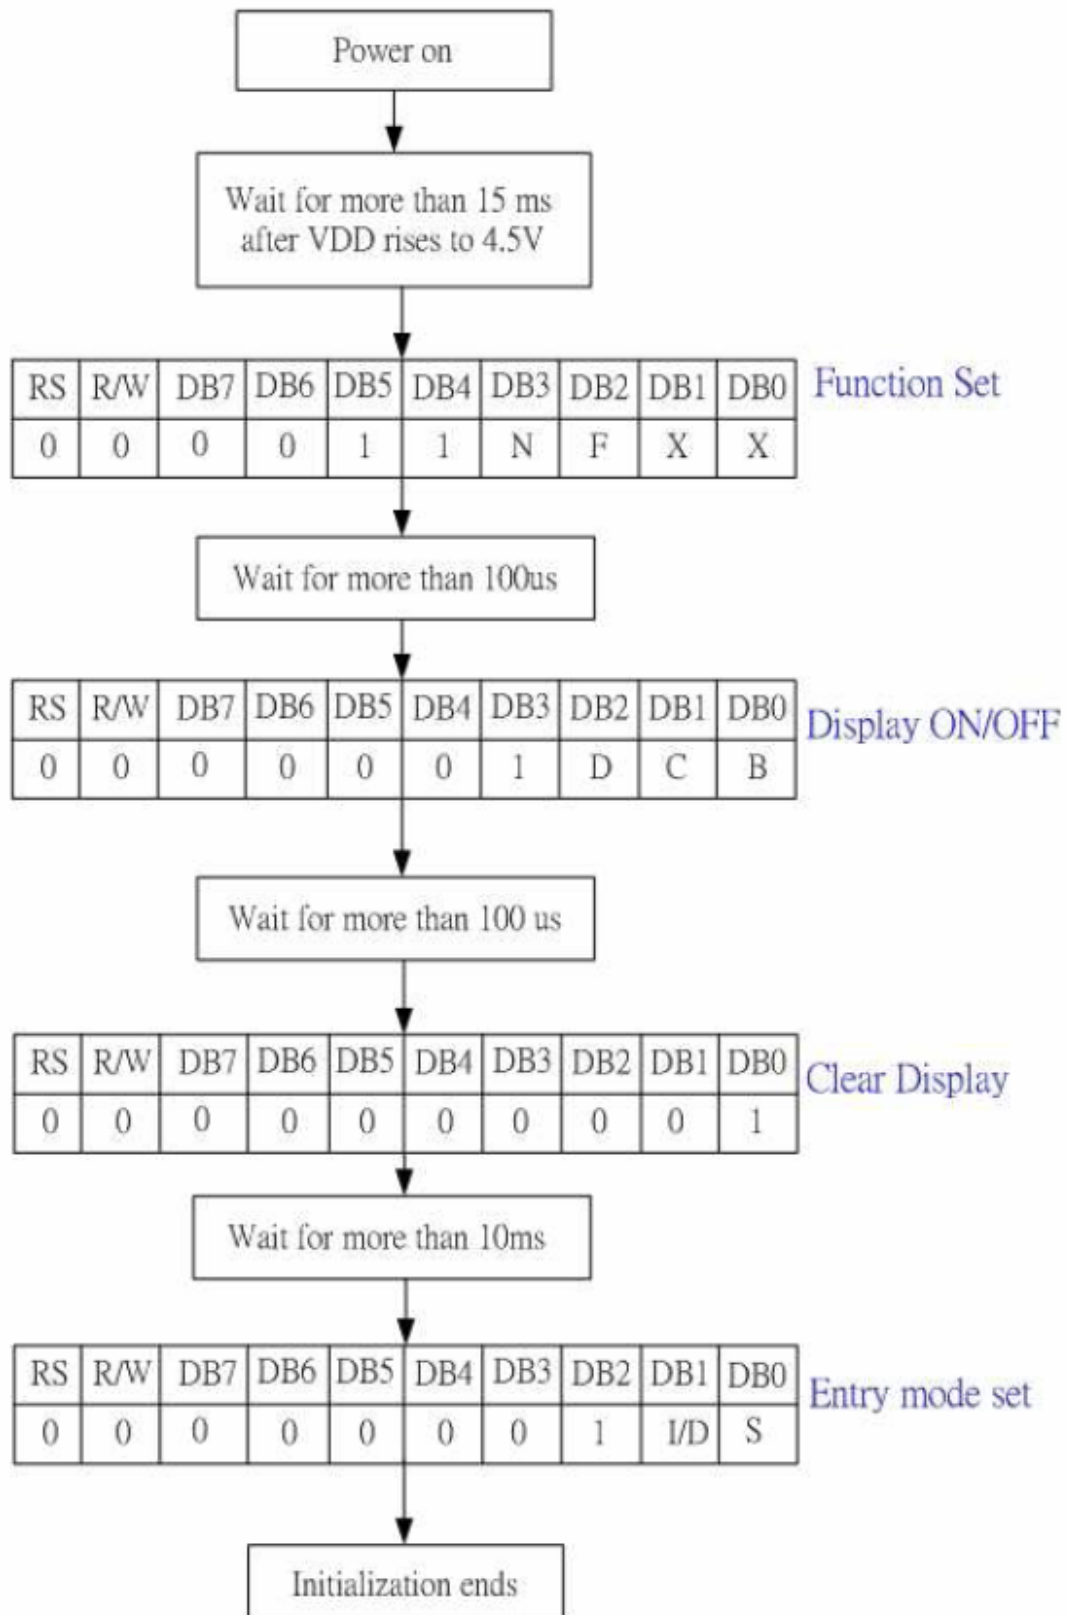 Power on
Wait for more than 15 ms
after VDD rises to 4.5V
RS R/W DB7 DB6 DB5 DB4 DB3 DB2 DB1 DB0 Function Set
0 0 0 0 1 1 N F X X
Wait for more than 100us
RS R/W DB7 DB6 DB5 DB4 DB3 DB2 DB1 DB0 Display ON/OFF
0 0 0 0 0 0 1 D C B
Wait for more than 100 us
RS R/W DB7 DB6 DB5 DB4 DB3 DB2 DB1 DB0 Clear Display
0 0 0 0 0 0 0 0 0 1
Wait for more than 10ms
RS R/W DB7 DB6 DB5 DB4 DB3 DB2 DB1 DB0 Entry mode set
0 0 0 0 0 0 0 1 I/D S
Initialization ends